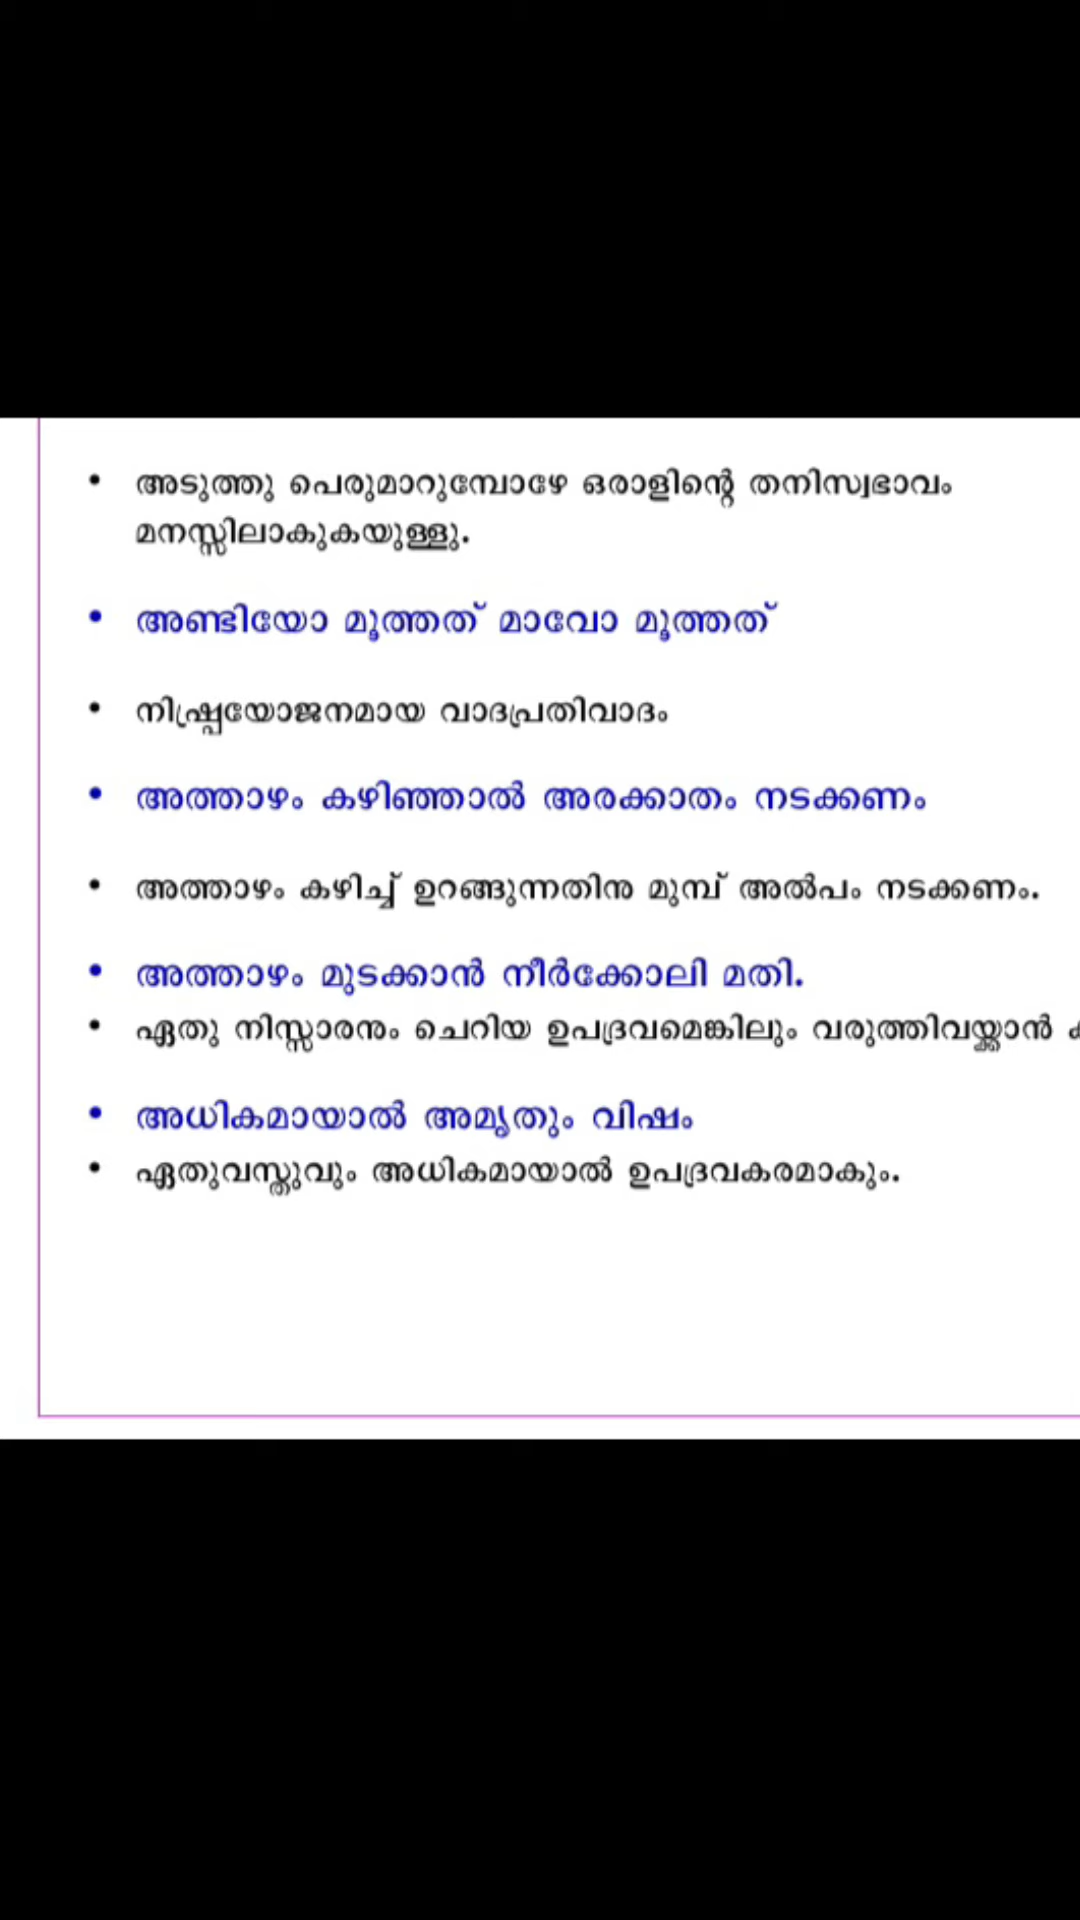 • അടുത്തു പെരുമാറുമ്പോഴേ ഒരാളിന്റെ തനിസ്വഭാവം
മനസ്സിലാകുകയുള്ളു.
• അണ്ടിയോ മൂത്തത് മാവോ മൂത്തത്
• നിഷ്പ്രയോജനമായ വാദപ്രതിവാദം
• അത്താഴം കഴിഞ്ഞാൽ അരക്കാതം നടക്കണം
• അത്താഴം കഴിച്ച് ഉറങ്ങുന്നതിനു മുമ്പ് അൽപം നടക്കണം.
• അത്താഴം മുടക്കാൻ നീർക്കോലി മതി.
• ഏതു നിസ്സാരനും ചെറിയ ഉപദ്രവമെങ്കിലും വരുത്തിവയ്ക്കാൻ
• അധികമായാൽ അമൃതും വിഷം
• ഏതുവസ്തുവും അധികമായാൽ ഉപദ്രവകരമാകും.